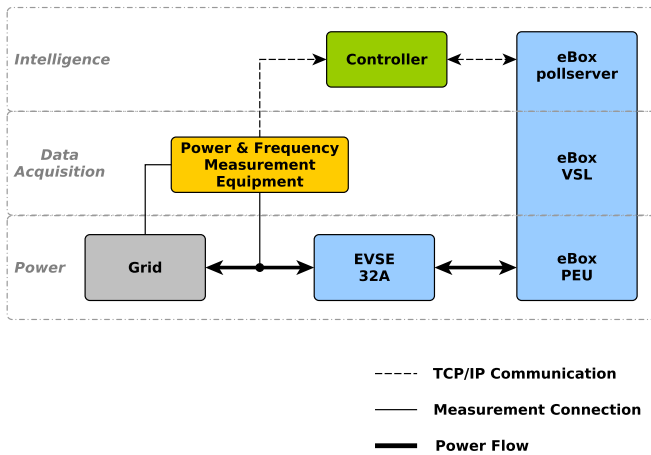 Intelligence
Controller
eBox
pollserver
Data
Acquisition
Power & Frequency
Measurement
Equipment
eBox
VSL
Power
Grid
EVSE
32A
eBox
PEU
TCP/IP Communication
Measurement Connection
Power Flow